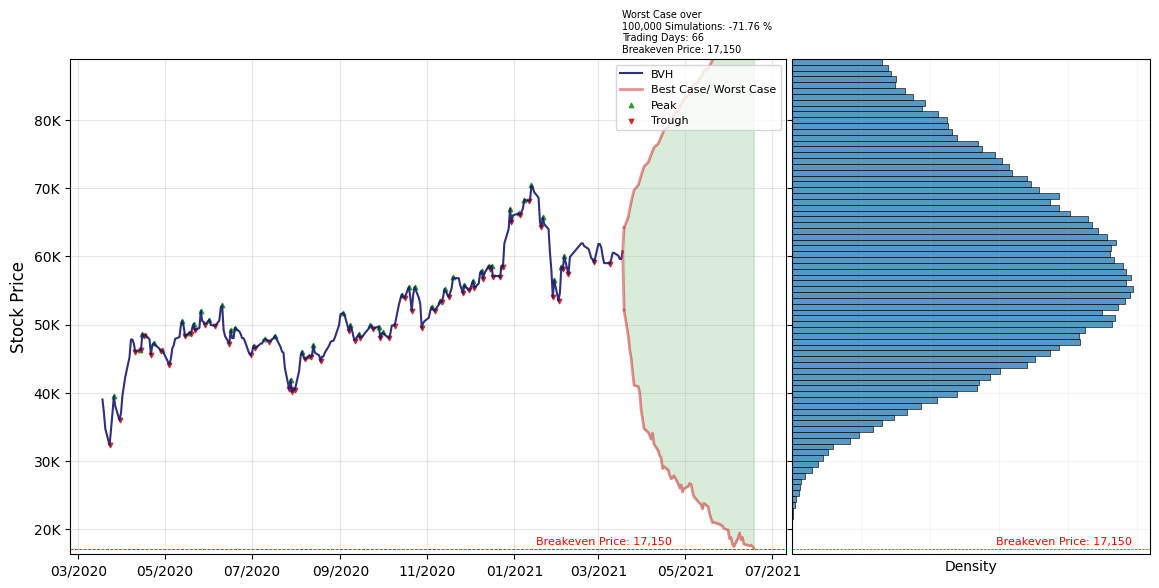 Worst Case over
100,000 Simulations: -71.76 %
Trading Days: 66
Breakeven Price: 17,150
BVH
Best Case/ Worst Case
Peak
Trough
Stock Price
80K
70K
60K
50K
40K
30K
20K
Breakeven Price: 17,150
Breakeven Price: 17,150
03/2020
05/2020
07/2020
09/2020
11/2020
01/2021
03/2021
05/2021
07/2021
Density